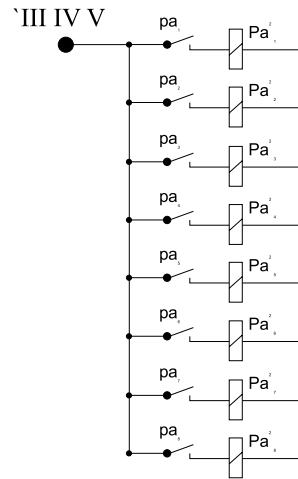 `III IV V
pa₁ Pa²₁
pa₂ Pa²₂
pa₃ Pa²₃
pa₄ Pa²₄
pa₅ Pa²₅
pa₆ Pa²₆
pa₇ Pa²₇
pa₈ Pa²₈